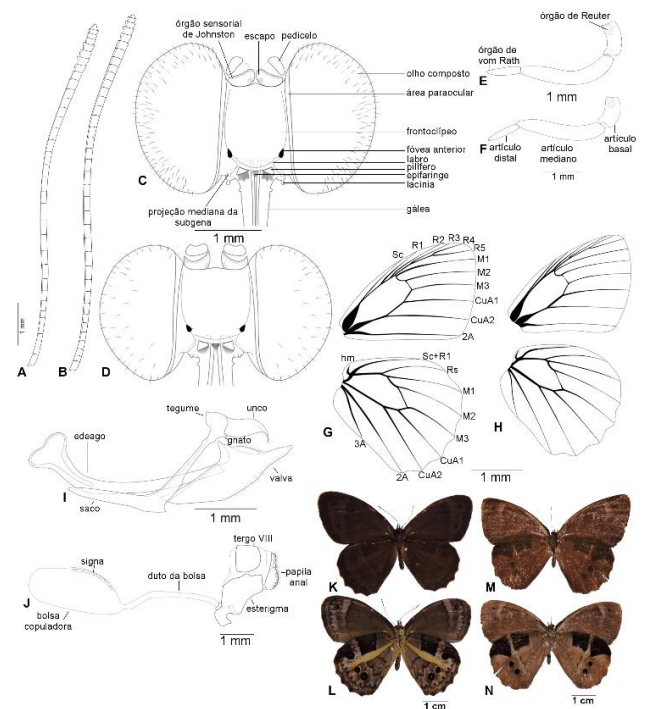 órgão sensorial
de Johnston
escapo
pedicelo
olho composto
área paraocular
frontoclípeo
fóvea anterior
labro
pilífero
epifaringe
lacínia
gálea
projeção mediana da
subgena
1 mm
C
A
B
1 mm
D
órgão de Reuter
órgão de
vom Rath
E
1 mm
F
artículo
distal
artículo
mediano
artículo
basal
1 mm
Sc
R1
R2
R3
R4
R5
M1
M2
M3
CuA1
CuA2
2A
hm
Sc+R1
Rs
M1
M2
M3
CuA1
CuA2
2A
3A
G
H
1 mm
tegume
unco
gnato
edeago
valva
saco
I
1 mm
tergo VIII
signa
duto da bolsa
papila
anal
J
esterigma
bolsa
copuladora
1 mm
K
M
L
N
1 cm
1 cm